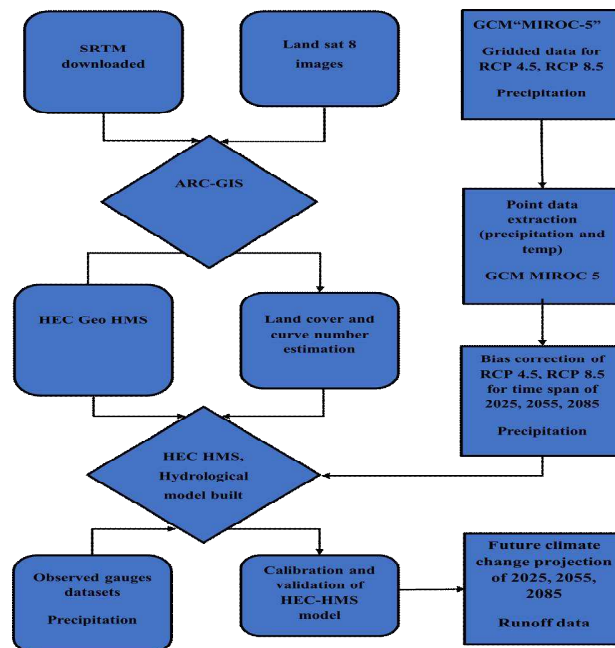 SRTM
downloaded
Land sat 8
images
GCM“MIROC-5”
Gridded data for
RCP 4.5, RCP 8.5
Precipitation
ARC-GIS
Point data
extraction
(precipitation and
temp)
GCM MIROC 5
HEC Geo HMS
Land cover and
curve number
estimation
Bias correction of
RCP 4.5, RCP 8.5
for time span of
2025, 2055, 2085
Precipitation
HEC HMS.
Hydrological
model built
Observed gauges
datasets
Precipitation
Calibration and
validation of
HEC-HMS
model
Future climate
change projection
of 2025, 2055,
2085
Runoff data